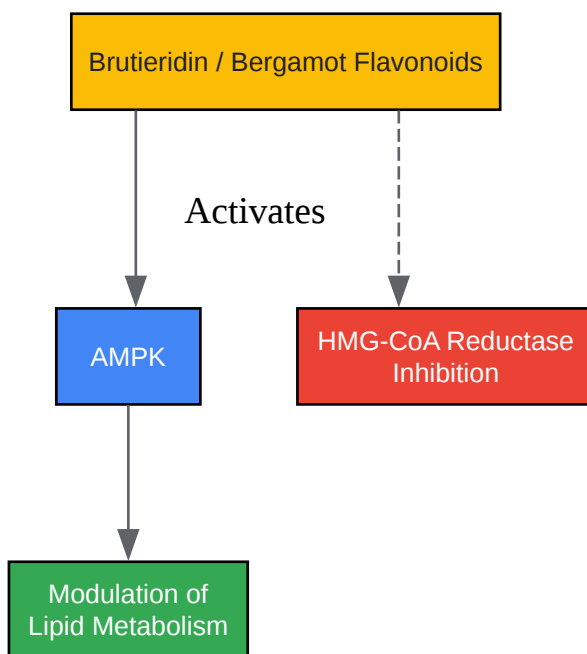 Brutieridin / Bergamot Flavonoids
Activates
AMPK
HMG-CoA Reductase
Inhibition
Modulation of
Lipid Metabolism